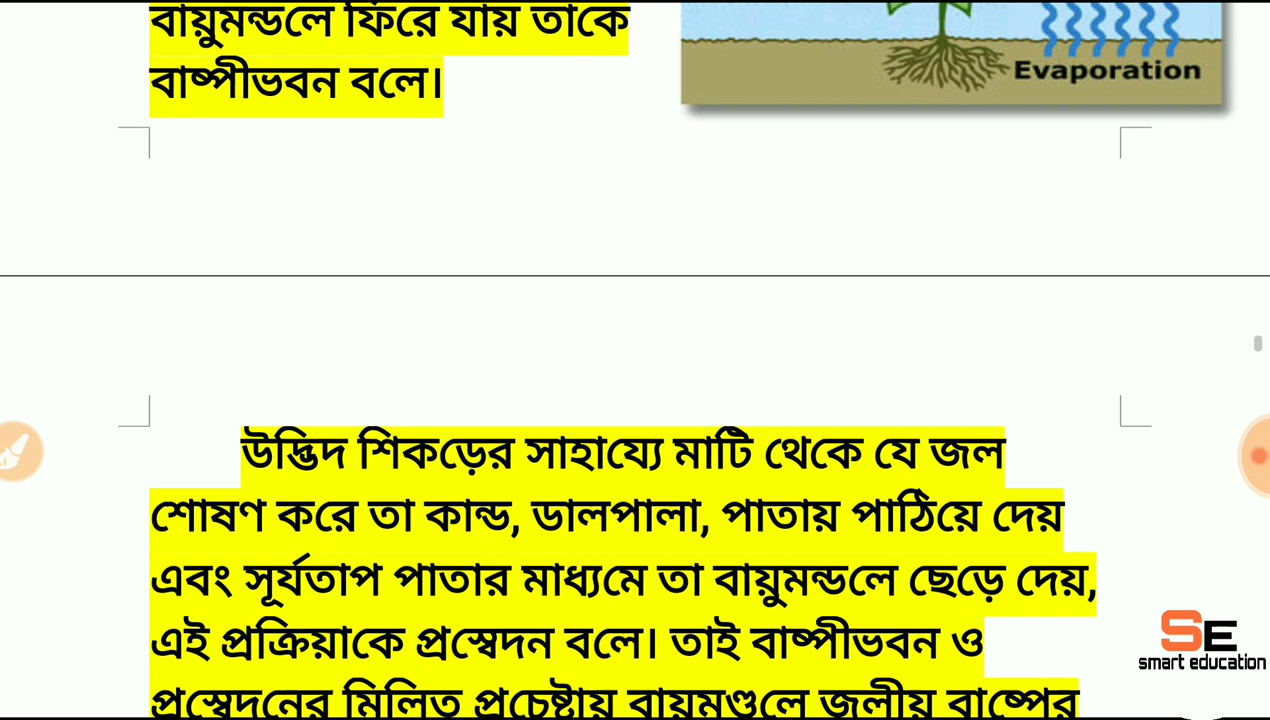 বায়ুমন্ডলে ফিরে যায় তাকে
বাষ্পীভবন বলে।
Evaporation
উদ্ভিদ শিকড়ের সাহায্যে মাটি থেকে যে জল
শোষণ করে তা কান্ড, ডালপালা, পাতায় পাঠিয়ে দেয়
এবং সূর্যতাপ পাতার মাধ্যমে তা বায়ুমন্ডলে ছেড়ে দেয়,
এই প্রক্রিয়াকে প্রস্বেদন বলে। তাই বাষ্পীভবন ও
প্রস্বেদনের মিলিত প্রচেষ্টায় বায়ুমণ্ডলে জলীয় বাষ্পের
SE
smart education